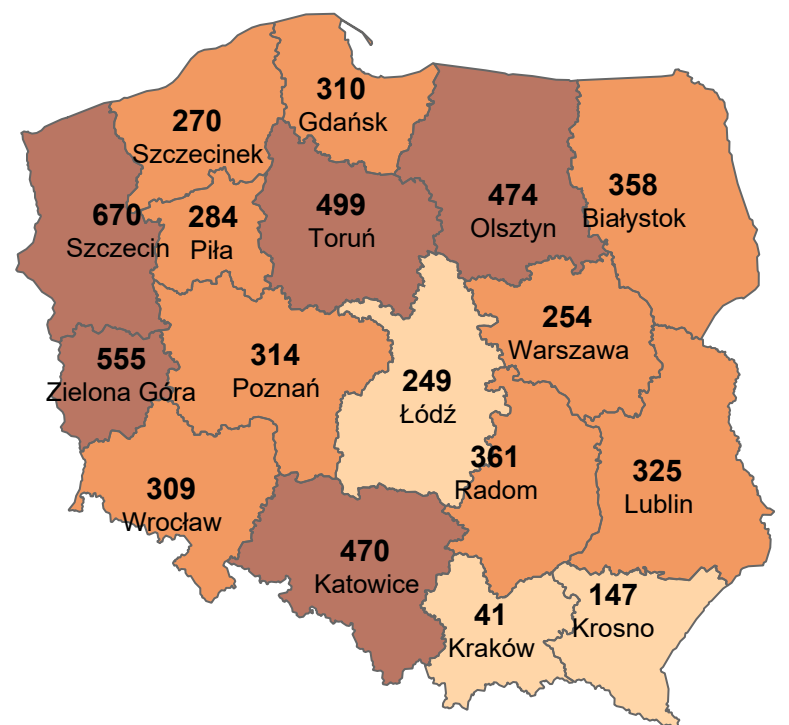 310
Gdańsk
270
Szczecinek
358
Białystok
474
Olsztyn
499
Toruń
670
Szczecin
284
Piła
254
Warszawa
555
Zielona Góra
314
Poznań
249
Łódź
361
Radom
325
Lublin
309
Wrocław
470
Katowice
147
Krosno
41
Kraków